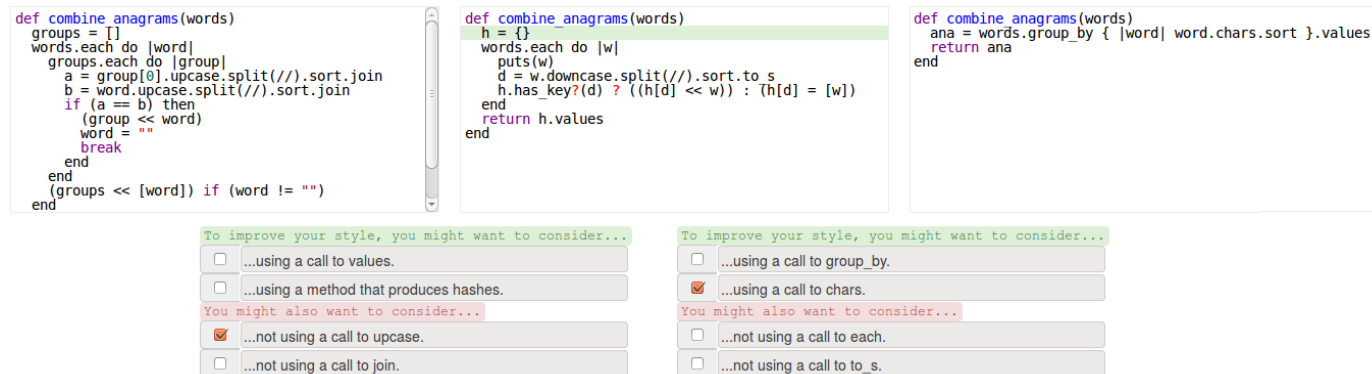 def combine_anagrams(words)
  groups = []
  words.each do |word|
    groups.each do |group|
      a = group[0].upcase.split(//).sort.join
      b = word.upcase.split(//).sort.join
      if (a == b) then
        (group << word)
        word = ""
        break
      end
    end
    (groups << [word]) if (word != "")
  end
def combine_anagrams(words)
  h = {}
  words.each do |w|
    puts(w)
    d = w.downcase.split(//).sort.to_s
    h.has_key?(d) ? ((h[d] << w)) : (h[d] = [w])
  end
  return h.values
end
def combine_anagrams(words)
  ana = words.group_by { |word| word.chars.sort }.values
  return ana
end
To improve your style, you might want to consider...
...using a call to values.
...using a method that produces hashes.
You might also want to consider...
...not using a call to upcase.
...not using a call to join.
To improve your style, you might want to consider...
...using a call to group_by.
...using a call to chars.
You might also want to consider...
...not using a call to each.
...not using a call to to_s.